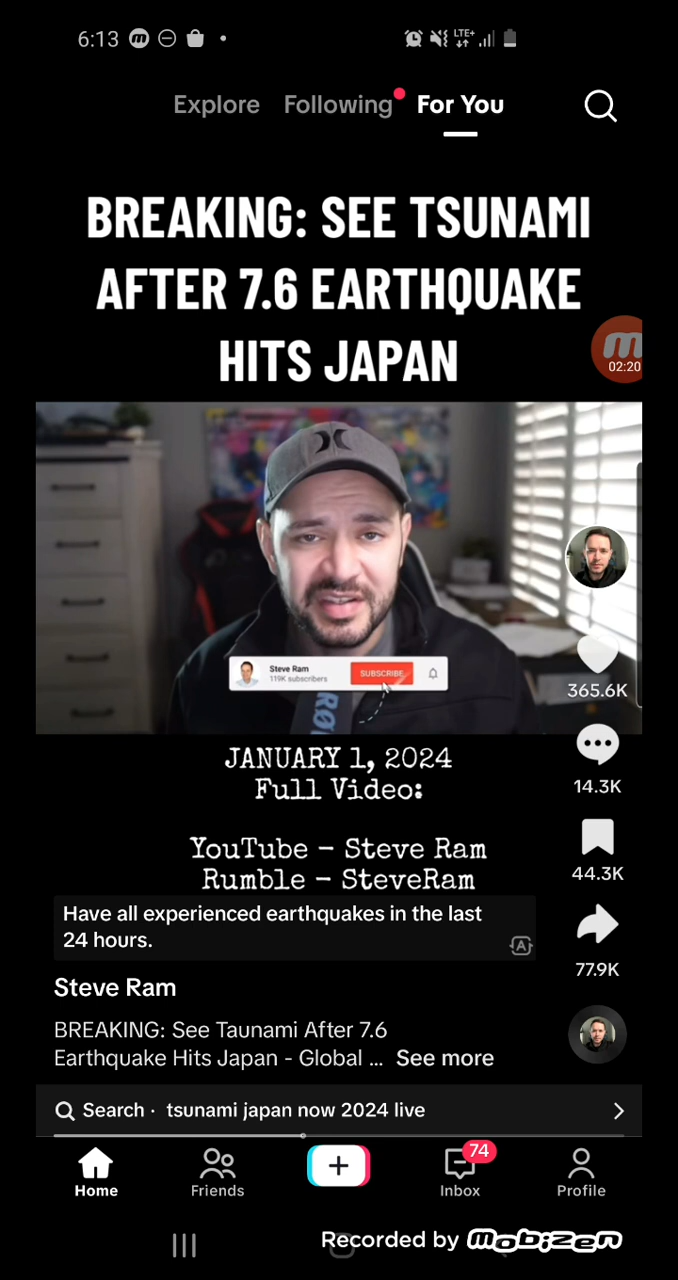 6:13
LTE+
Explore Following For You
BREAKING: SEE TSUNAMI
AFTER 7.6 EARTHQUAKE
HITS JAPAN
02:20
Steve Ram
119K subscribers
SUBSCRIBE
365.6K
JANUARY 1, 2024
Full Video:
14.3K
YouTube - Steve Ram
Rumble - SteveRam
44.3K
Have all experienced earthquakes in the last
24 hours.
77.9K
Steve Ram
BREAKING: See Taunami After 7.6
Earthquake Hits Japan - Global ... See more
Search · tsunami japan now 2024 live
74
Home Friends Inbox Profile
Recorded by mobizen